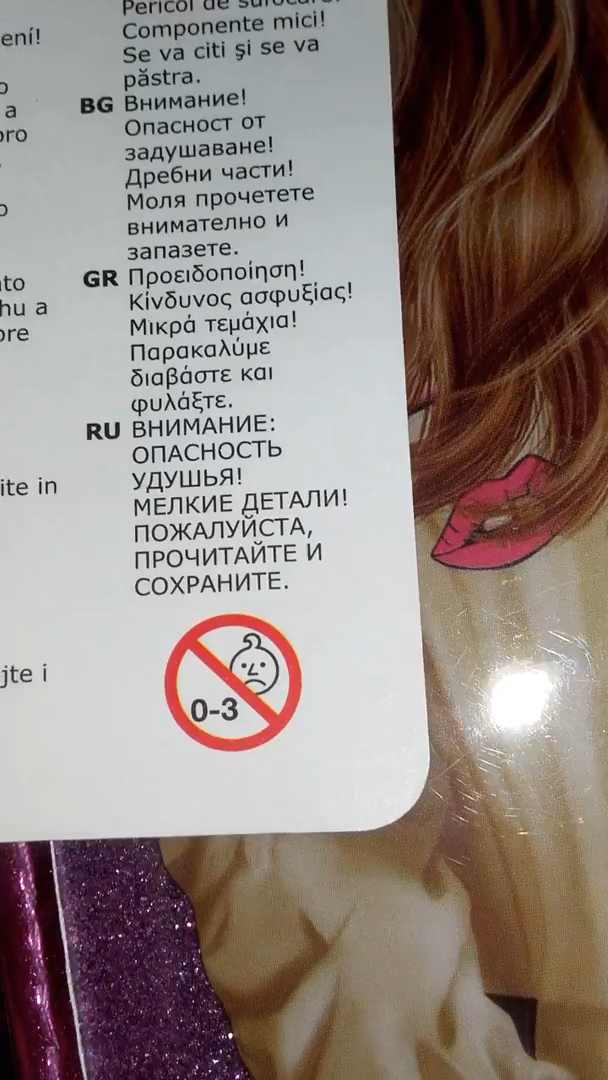 ení!
o
a
oro
o
ato
hu a
ore
ite in
jte i
Pericol de sufocare!
Componente mici!
Se va citi şi se va
păstra.
BG Внимание!
Опасност от
задушаване!
Дребни части!
Моля прочетете
внимателно и
запазете.
GR Προειδοποίηση!
Κίνδυνος ασφυξίας!
Μικρά τεμάχια!
Παρακαλύμε
διαβάστε και
φυλάξτε.
RU ВНИМАНИЕ:
ОПАСНОСТЬ
УДУШЬЯ!
МЕЛКИЕ ДЕТАЛИ!
ПОЖАЛУЙСТА,
ПРОЧИТАЙТЕ И
СОХРАНИТЕ.
0-3